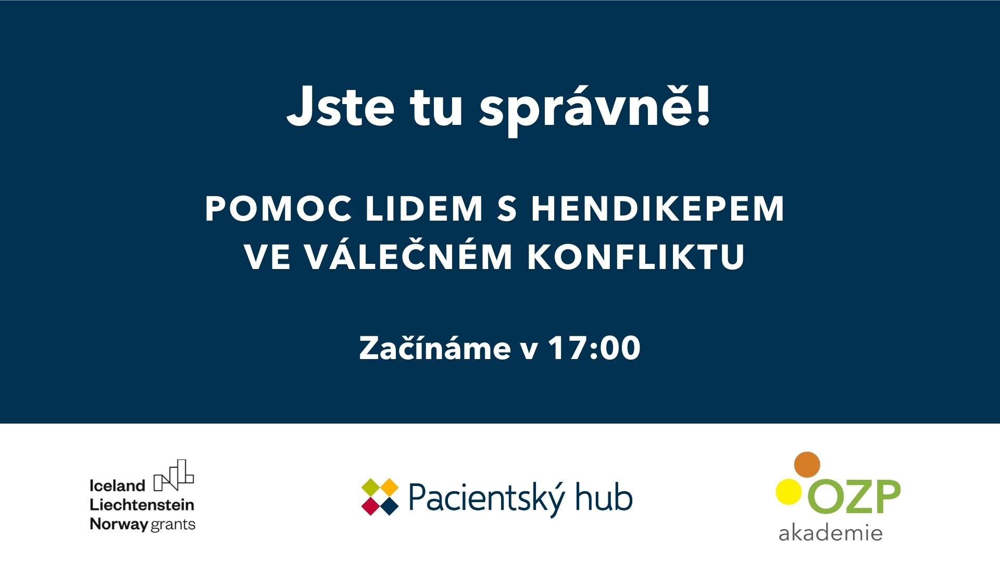 Jste tu správně!
POMOC LIDEM S HENDIKEPEM
VE VÁLEČNÉM KONFLIKTU
Začínáme v 17:00
Iceland
Liechtenstein
Norway grants
Pacientský hub
OZP
akademie